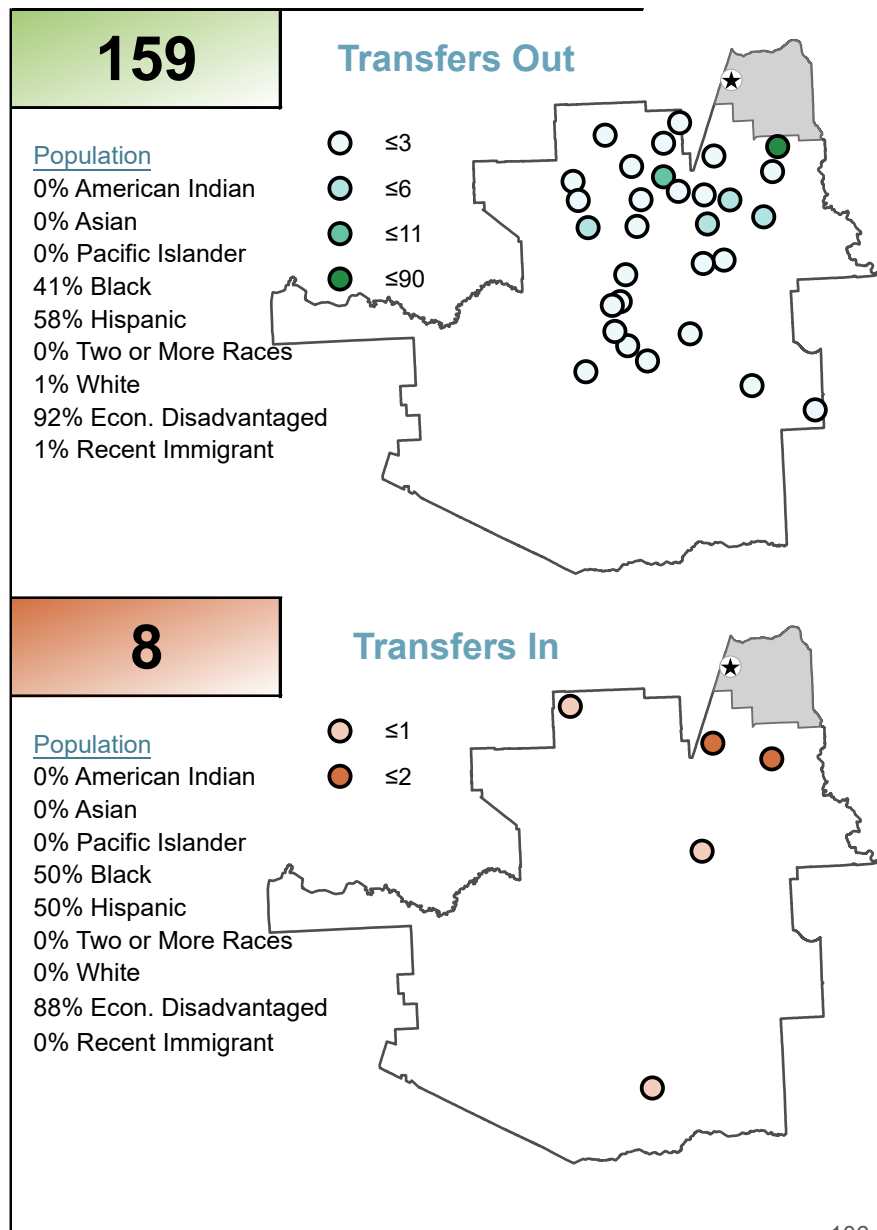 159
Transfers Out
Population
0% American Indian
0% Asian
0% Pacific Islander
41% Black
58% Hispanic
0% Two or More Races
1% White
92% Econ. Disadvantaged
1% Recent Immigrant
≤3
≤6
≤11
≤90
8
Transfers In
Population
0% American Indian
0% Asian
0% Pacific Islander
50% Black
50% Hispanic
0% Two or More Races
0% White
88% Econ. Disadvantaged
0% Recent Immigrant
≤1
≤2